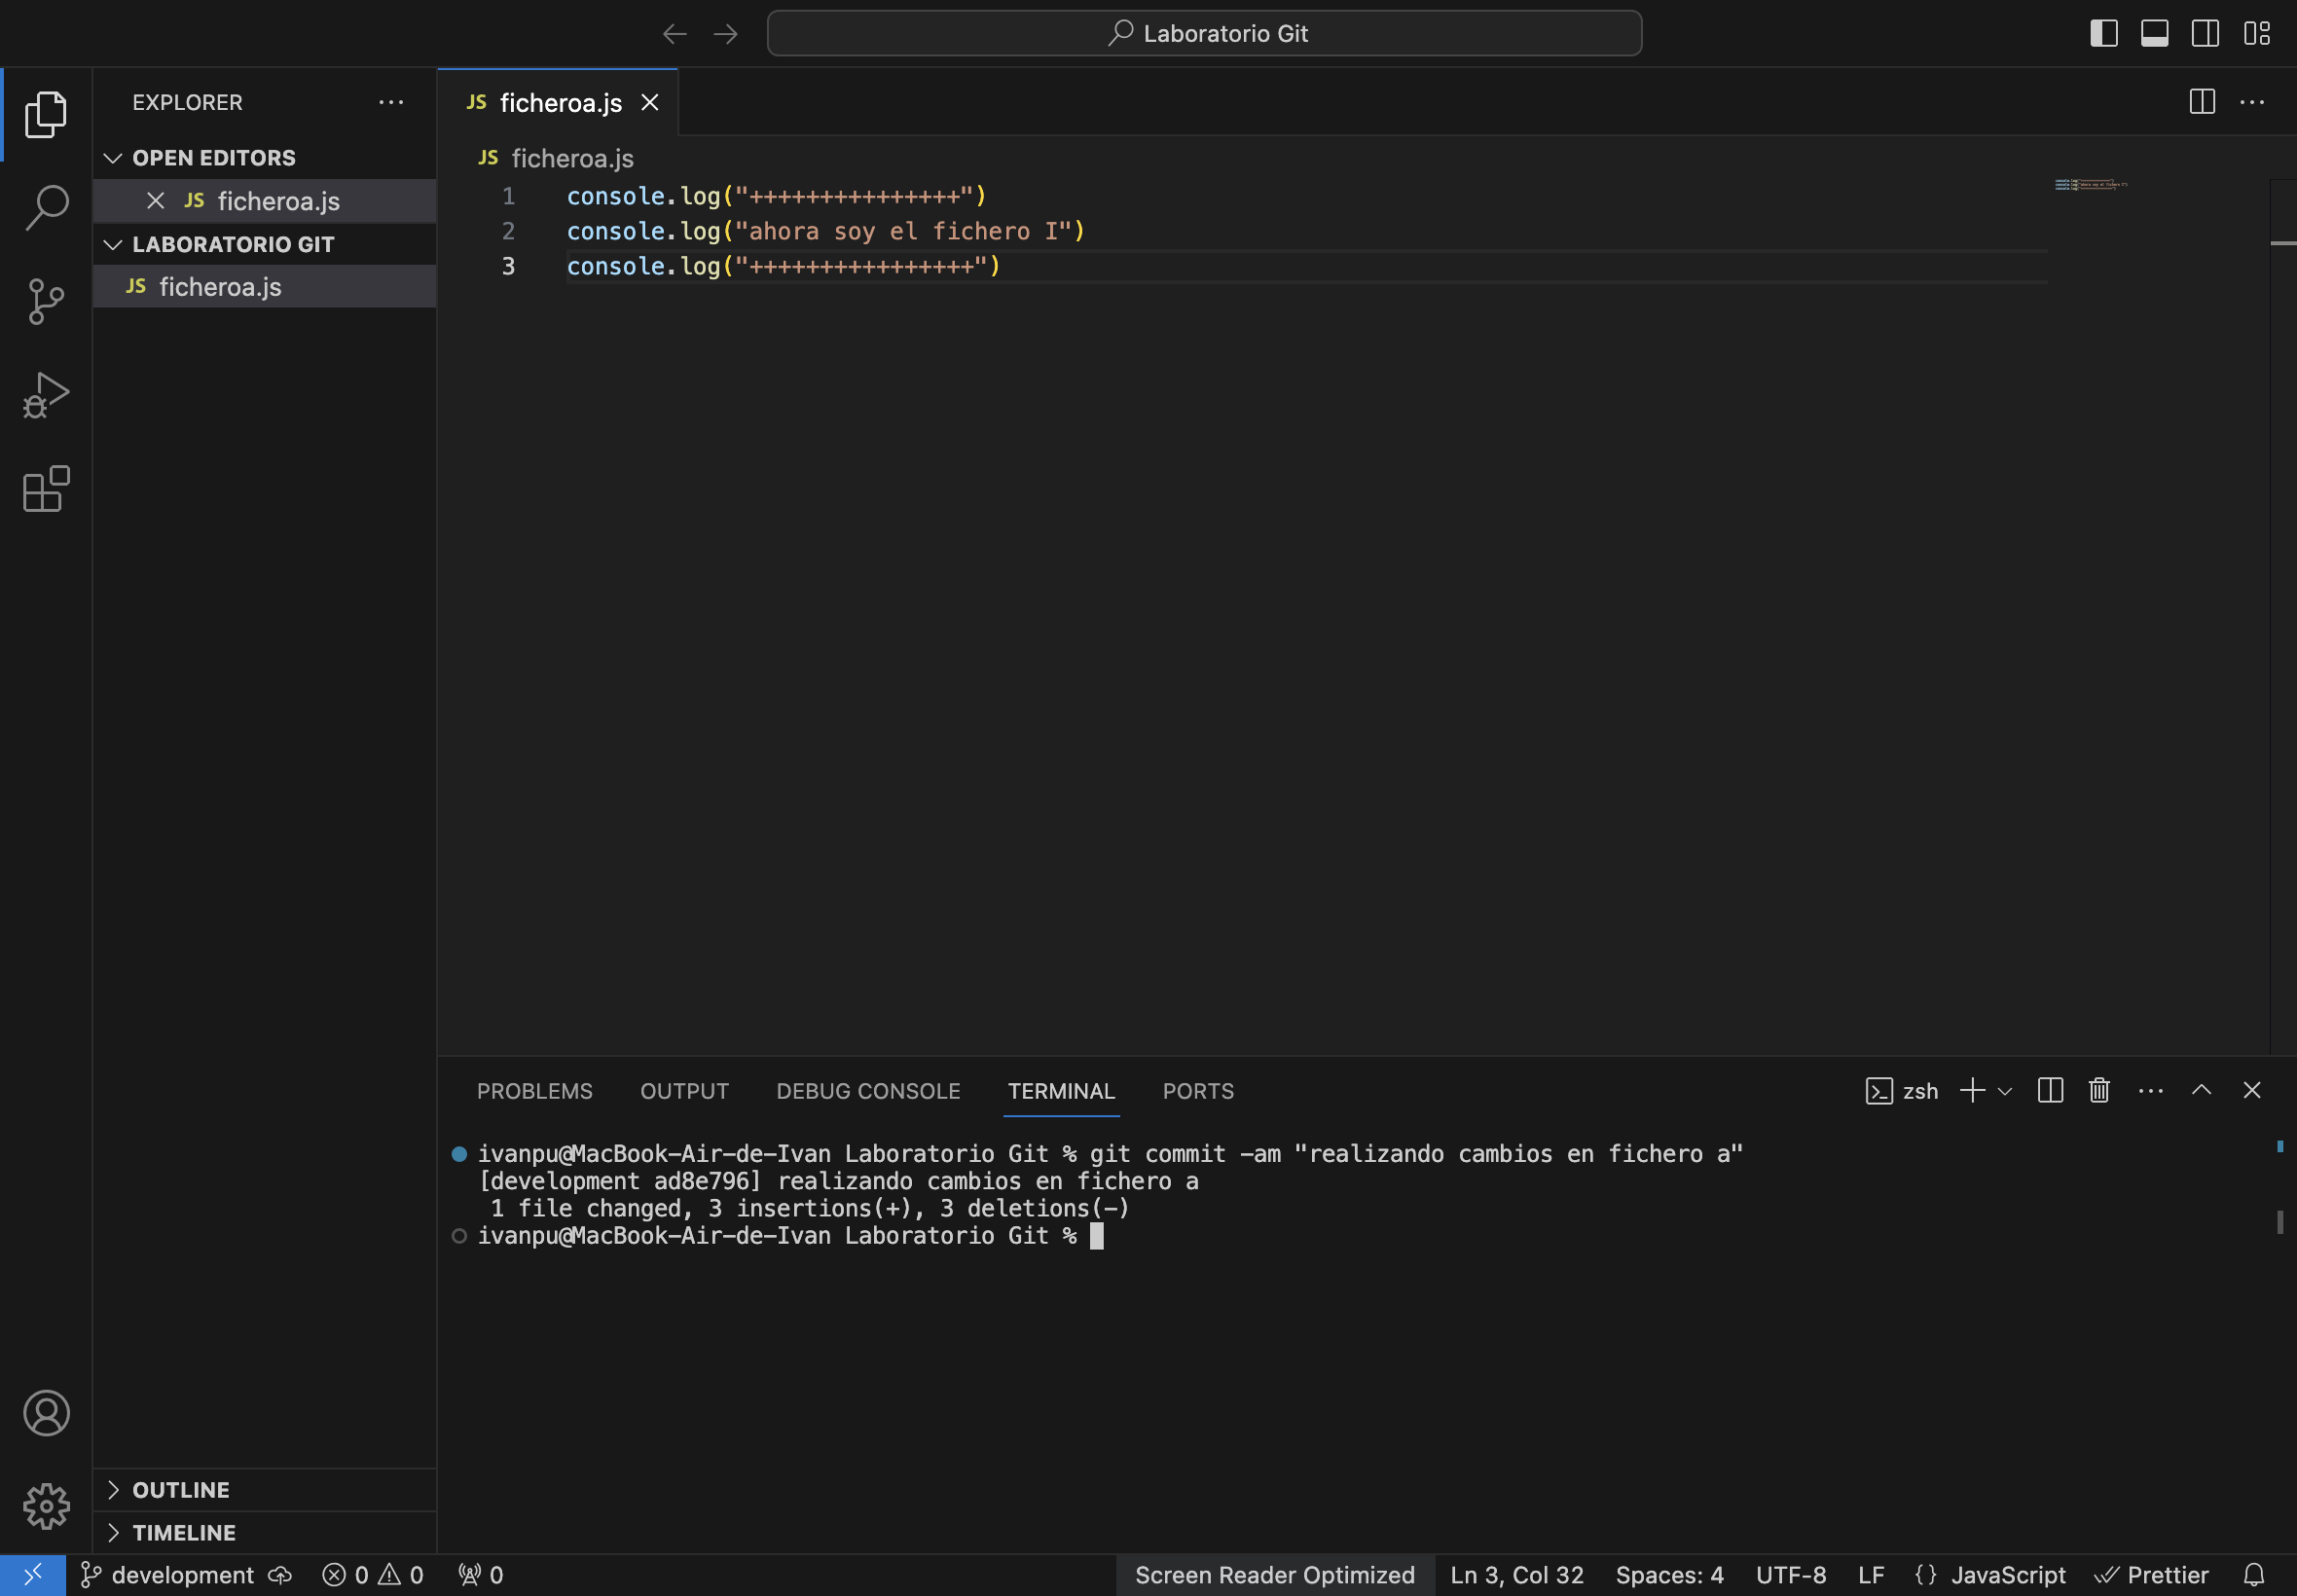 Laboratorio Git
EXPLORER
OPEN EDITORS
JS ficheroa.js
LABORATORIO GIT
JS ficheroa.js
OUTLINE
TIMELINE
JS ficheroa.js
JS ficheroa.js
1 console.log("+++++++++++++++")
2 console.log("ahora soy el fichero I")
3 console.log("++++++++++++++++")
PROBLEMS OUTPUT DEBUG CONSOLE TERMINAL PORTS zsh
ivanpu@MacBook-Air-de-Ivan Laboratorio Git % git commit -am "realizando cambios en fichero a"
[development ad8e796] realizando cambios en fichero a
1 file changed, 3 insertions(+), 3 deletions(-)
ivanpu@MacBook-Air-de-Ivan Laboratorio Git %
development 0 0 0 Screen Reader Optimized Ln 3, Col 32 Spaces: 4 UTF-8 LF {} JavaScript Prettier